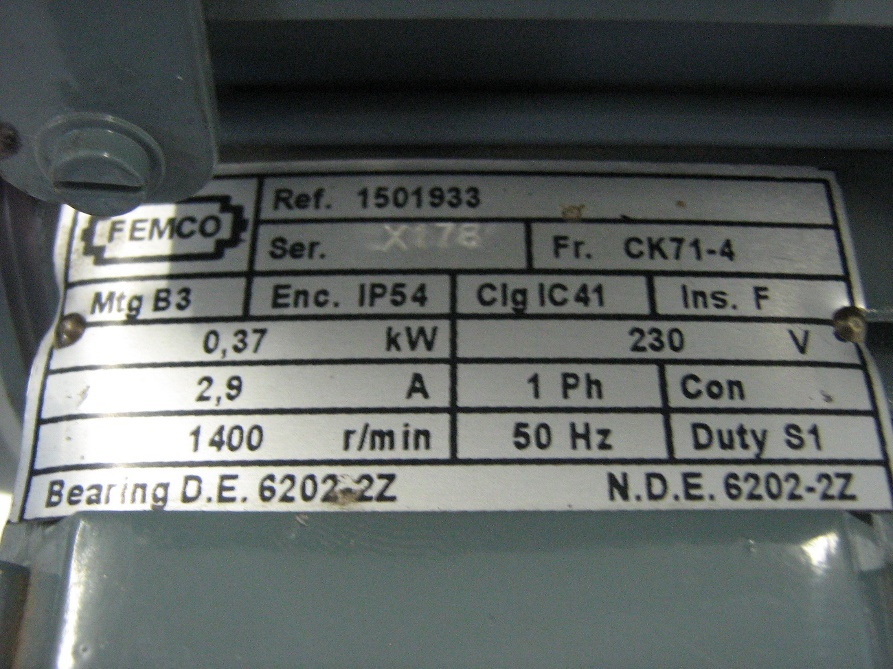 FEMCO
Ref. 1501933
Ser. X178 Fr. CK71-4
Mtg B3 Enc. IP54 Clg IC41 Ins. F
0,37 kW 230 V
2,9 A 1 Ph Con
1400 r/min 50 Hz Duty S1
Bearing D.E. 6202-2Z N.D.E. 6202-2Z